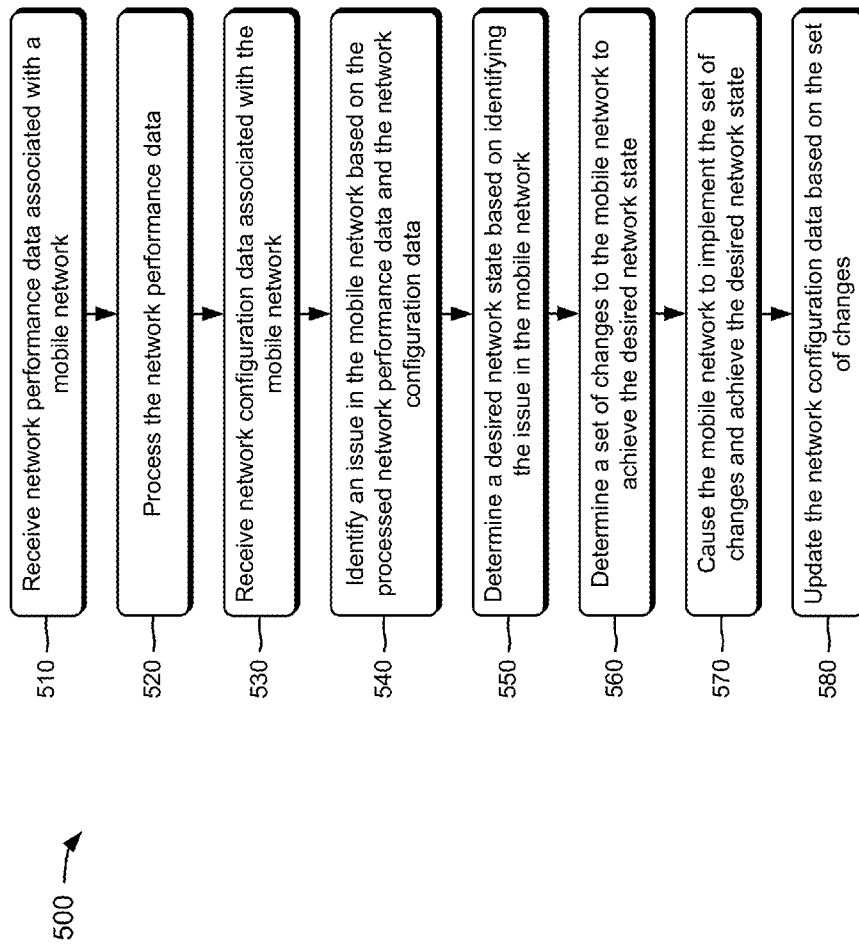 500
510
Receive network performance data associated with a
mobile network
520
Process the network performance data
530
Receive network configuration data associated with the
mobile network
540
Identify an issue in the mobile network based on the
processed network performance data and the network
configuration data
550
Determine a desired network state based on identifying
the issue in the mobile network
560
Determine a set of changes to the mobile network to
achieve the desired network state
570
Cause the mobile network to implement the set of
changes and achieve the desired network state
580
Update the network configuration data based on the set
of changes